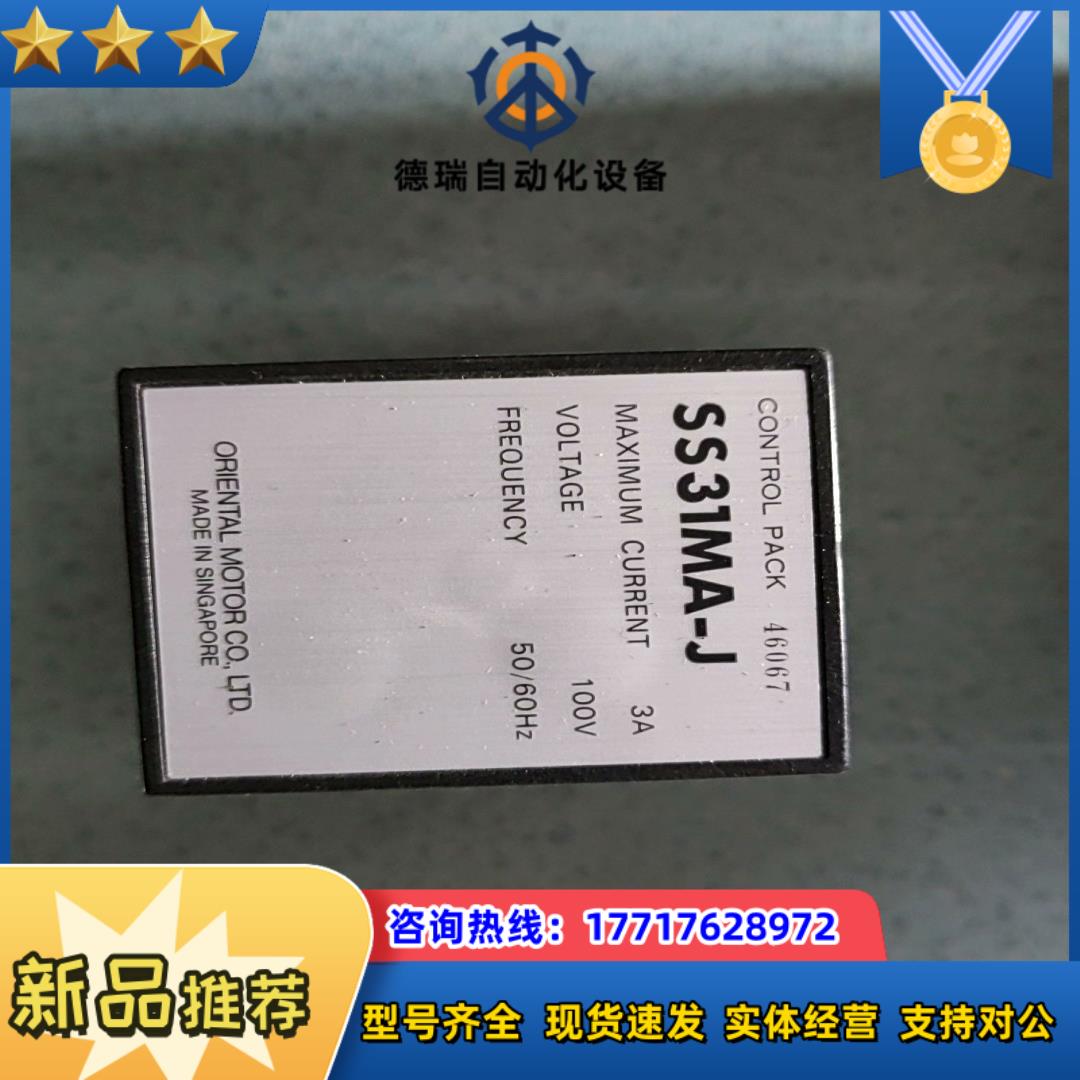 德瑞自动化设备
CONTROL PACK 46067
SS31MA-J
MAXIMUM CURRENT 3A
VOLTAGE 100V
FREQUENCY 50/60Hz
ORIENTAL MOTOR CO., LTD.
MADE IN SINGAPORE
咨询热线：17717628972
新品推荐
型号齐全 现货速发 实体经营 支持对公